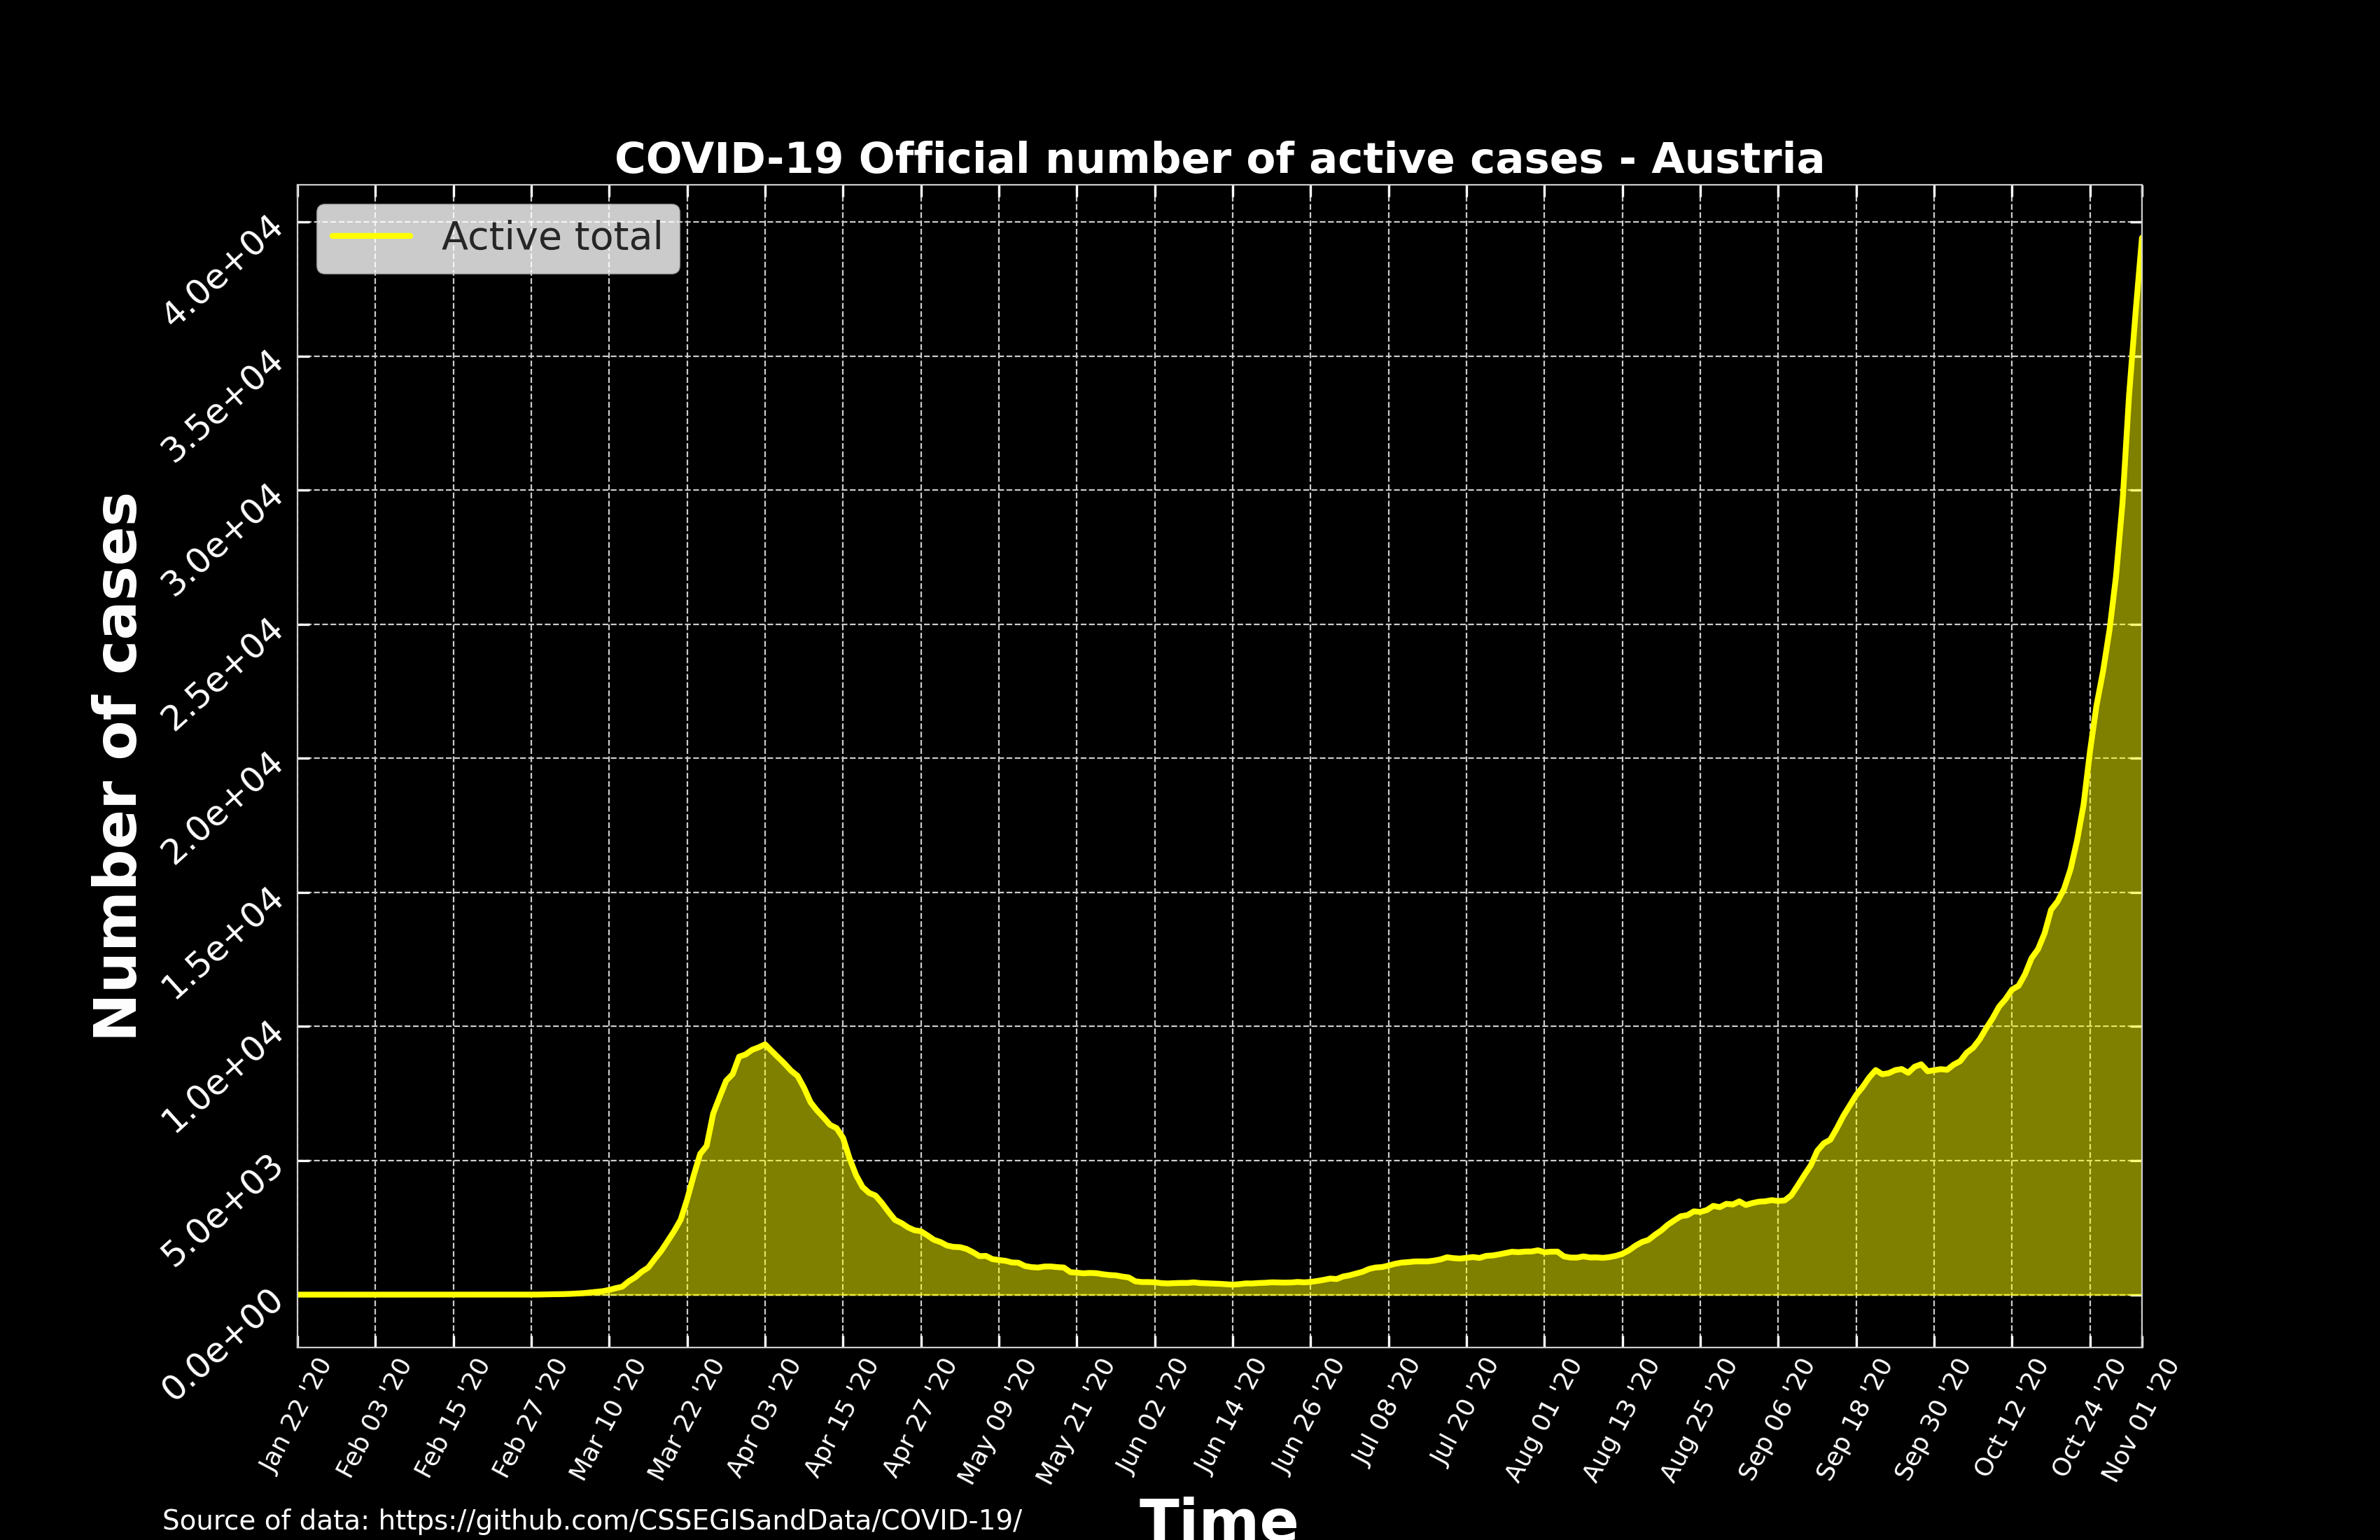 COVID-19 Official number of active cases - Austria
Active total
Number of cases
4.0e+04
3.5e+04
3.0e+04
2.5e+04
2.0e+04
1.5e+04
1.0e+04
5.0e+03
0.0e+00
Jan 22 '20
Feb 03 '20
Feb 15 '20
Feb 27 '20
Mar 10 '20
Mar 22 '20
Apr 03 '20
Apr 15 '20
Apr 27 '20
May 09 '20
May 21 '20
Jun 02 '20
Jun 14 '20
Jun 26 '20
Jul 08 '20
Jul 20 '20
Aug 01 '20
Aug 13 '20
Aug 25 '20
Sep 06 '20
Sep 18 '20
Sep 30 '20
Oct 12 '20
Oct 24 '20
Nov 01 '20
Time
Source of data: https://github.com/CSSEGISandData/COVID-19/